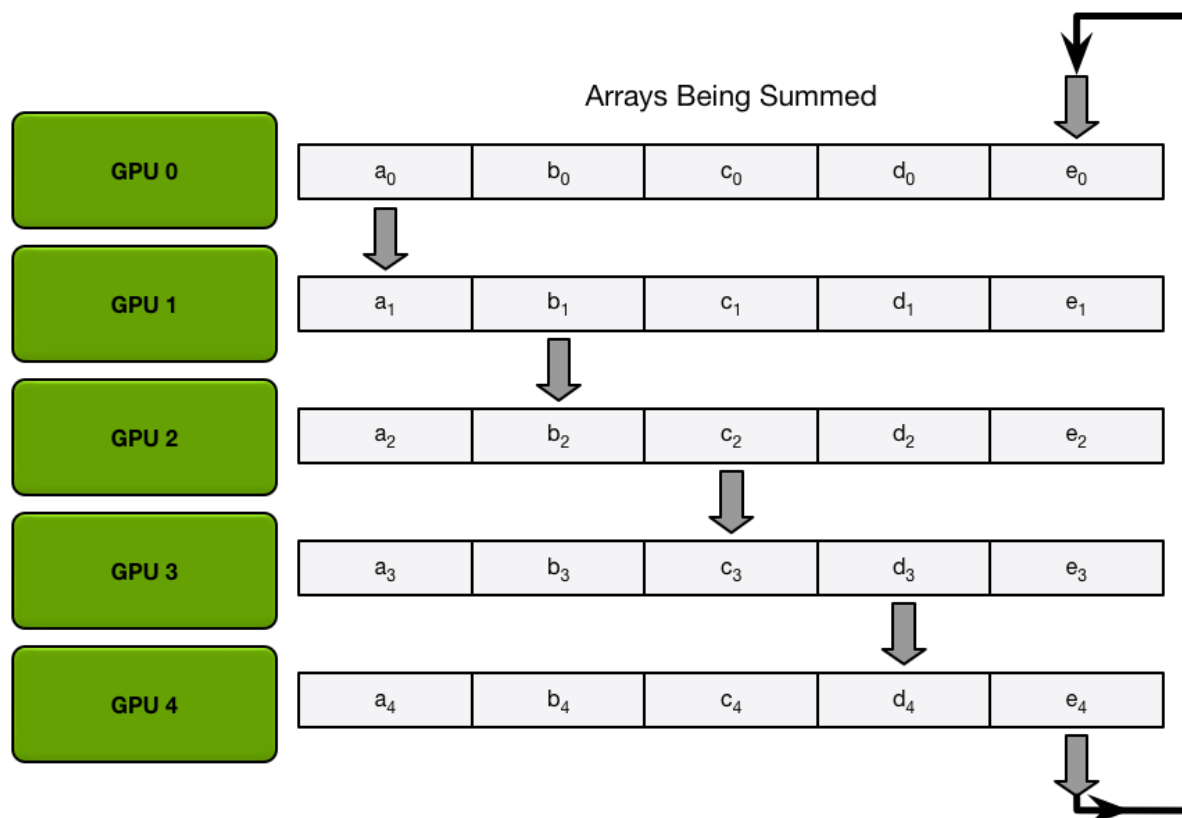 Arrays Being Summed
GPU 0 a₀ b₀ c₀ d₀ e₀
GPU 1 a₁ b₁ c₁ d₁ e₁
GPU 2 a₂ b₂ c₂ d₂ e₂
GPU 3 a₃ b₃ c₃ d₃ e₃
GPU 4 a₄ b₄ c₄ d₄ e₄